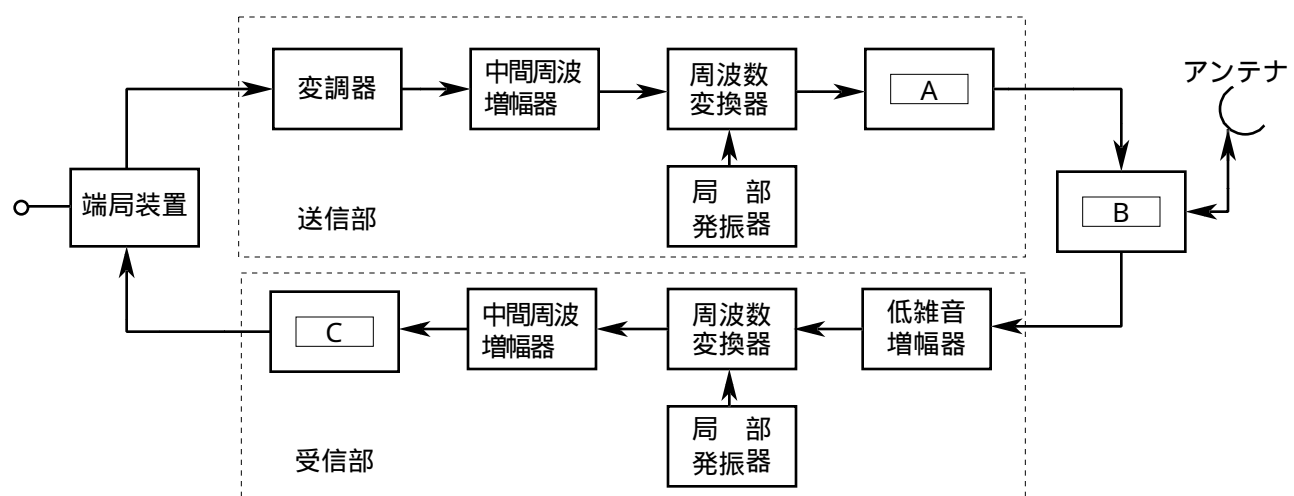 変調器
中間周波
増幅器
周波数
変換器
A
アンテナ
局 部
発振器
端局装置
送信部
B
C
中間周波
増幅器
周波数
変換器
低雑音
増幅器
局 部
発振器
受信部